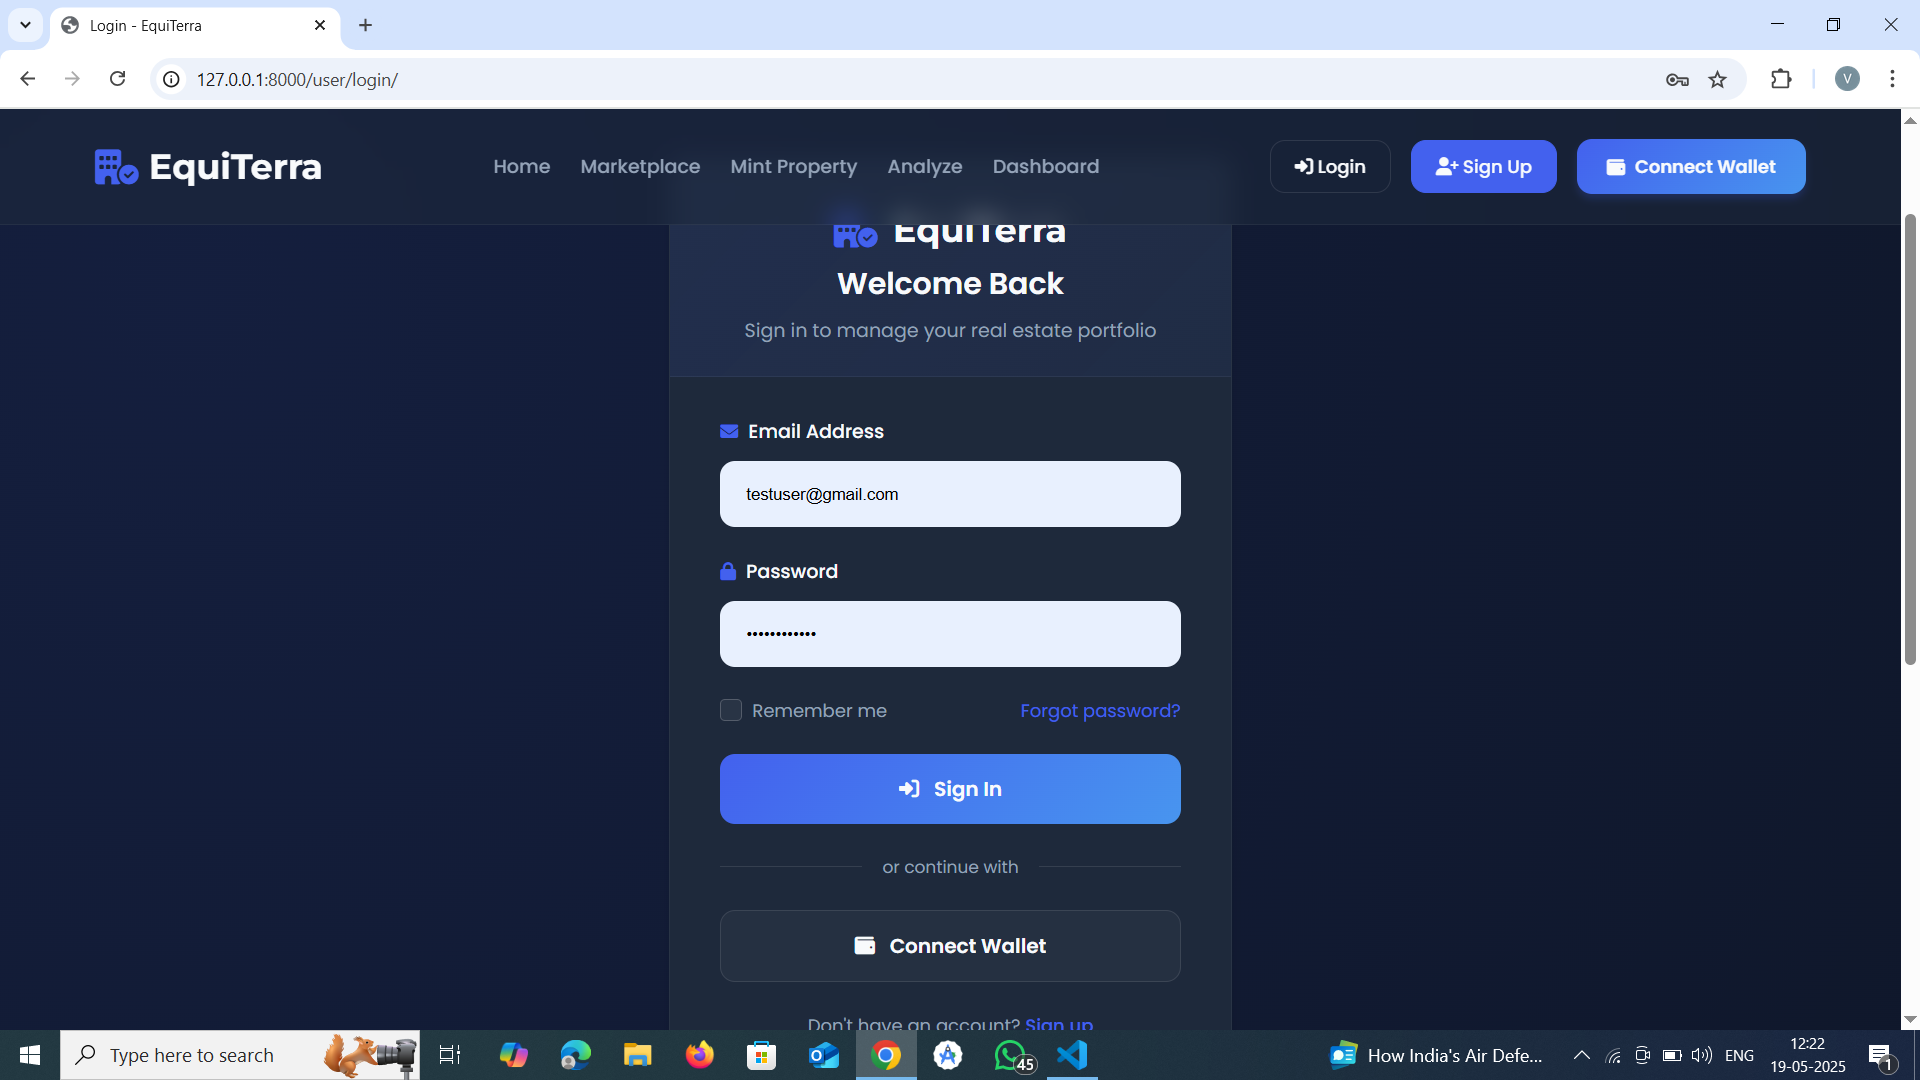 Login - EquiTerra
127.0.0.1:8000/user/login/
V
EquiTerra
Home Marketplace Mint Property Analyze Dashboard
Login
Sign Up
Connect Wallet
EquiTerra
Welcome Back
Sign in to manage your real estate portfolio
Email Address
testuser@gmail.com
Password
••••••••••••
Remember me
Forgot password?
Sign In
or continue with
Connect Wallet
Don't have an account? Sign up
Type here to search
45
How India's Air Defe...
ENG
12:22
19-05-2025
1